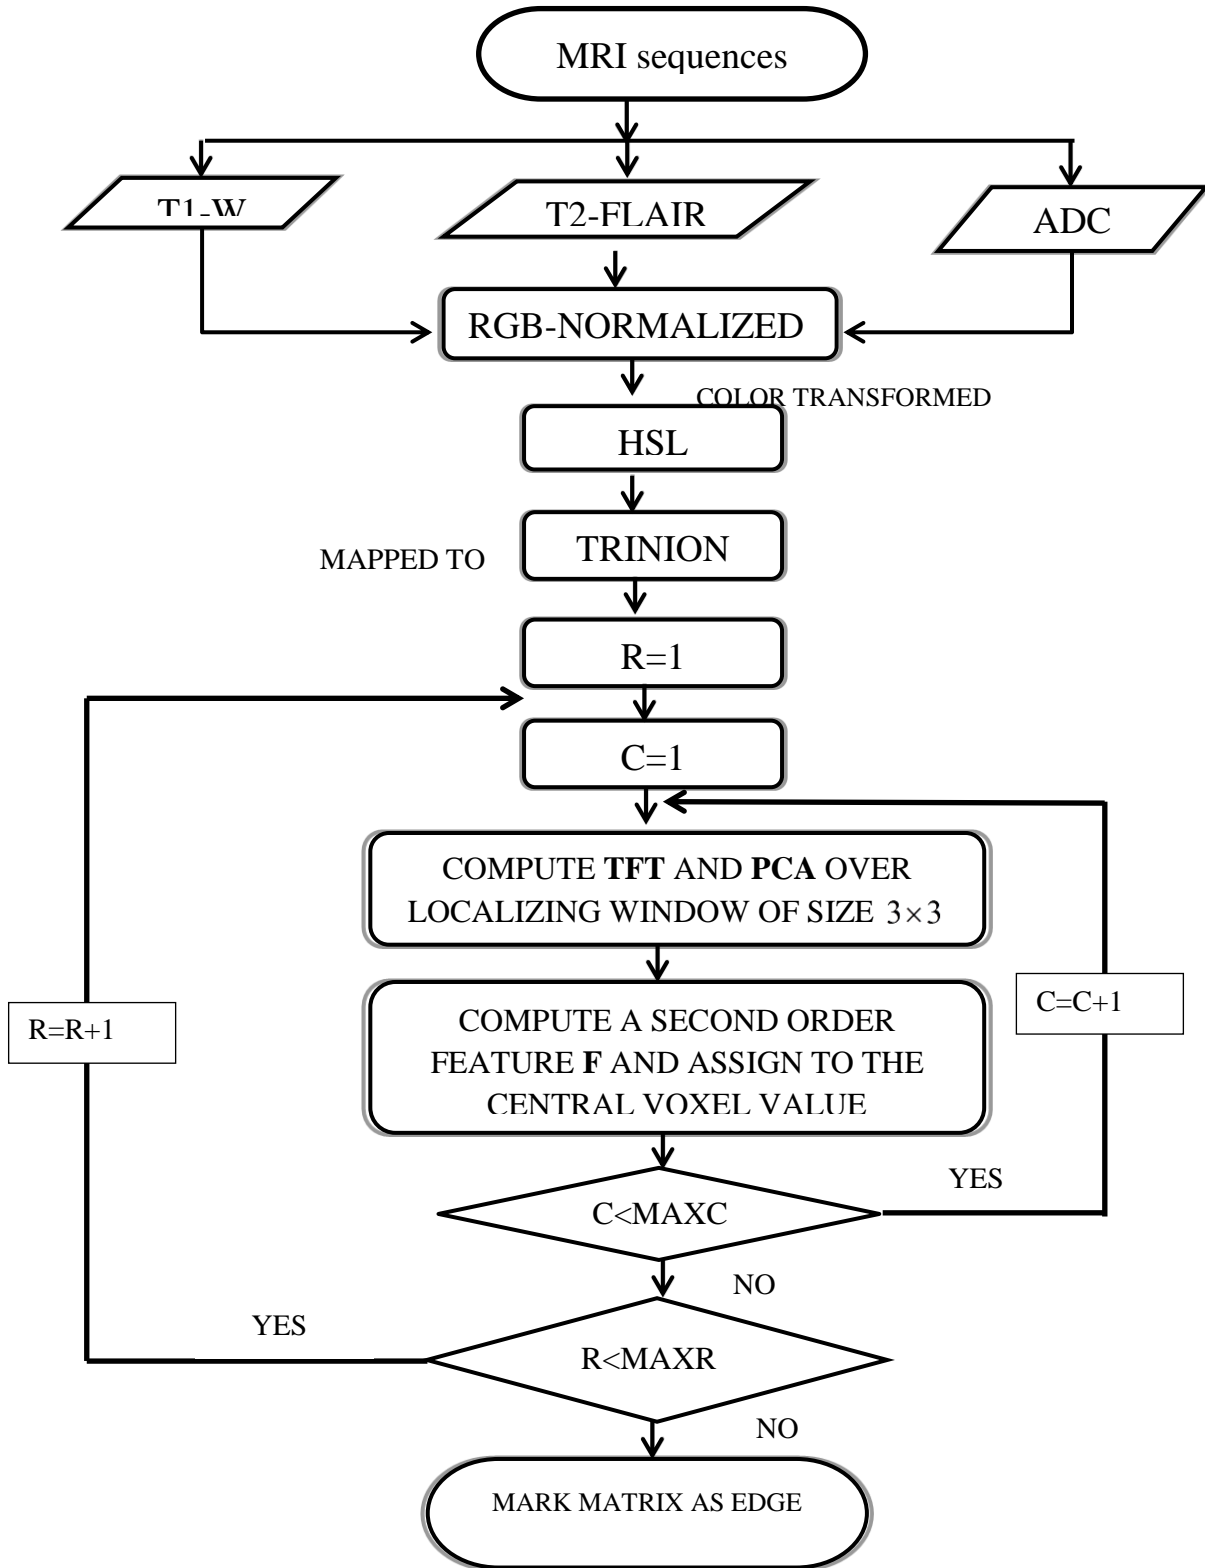 MRI sequences
T1-W
T2-FLAIR
ADC
RGB-NORMALIZED
COLOR TRANSFORMED
HSL
MAPPED TO
TRINION
R=1
C=1
COMPUTE TFT AND PCA OVER
LOCALIZING WINDOW OF SIZE 3×3
R=R+1
C=C+1
COMPUTE A SECOND ORDER
FEATURE F AND ASSIGN TO THE
CENTRAL VOXEL VALUE
YES
C<MAXC
NO
YES
R<MAXR
NO
MARK MATRIX AS EDGE